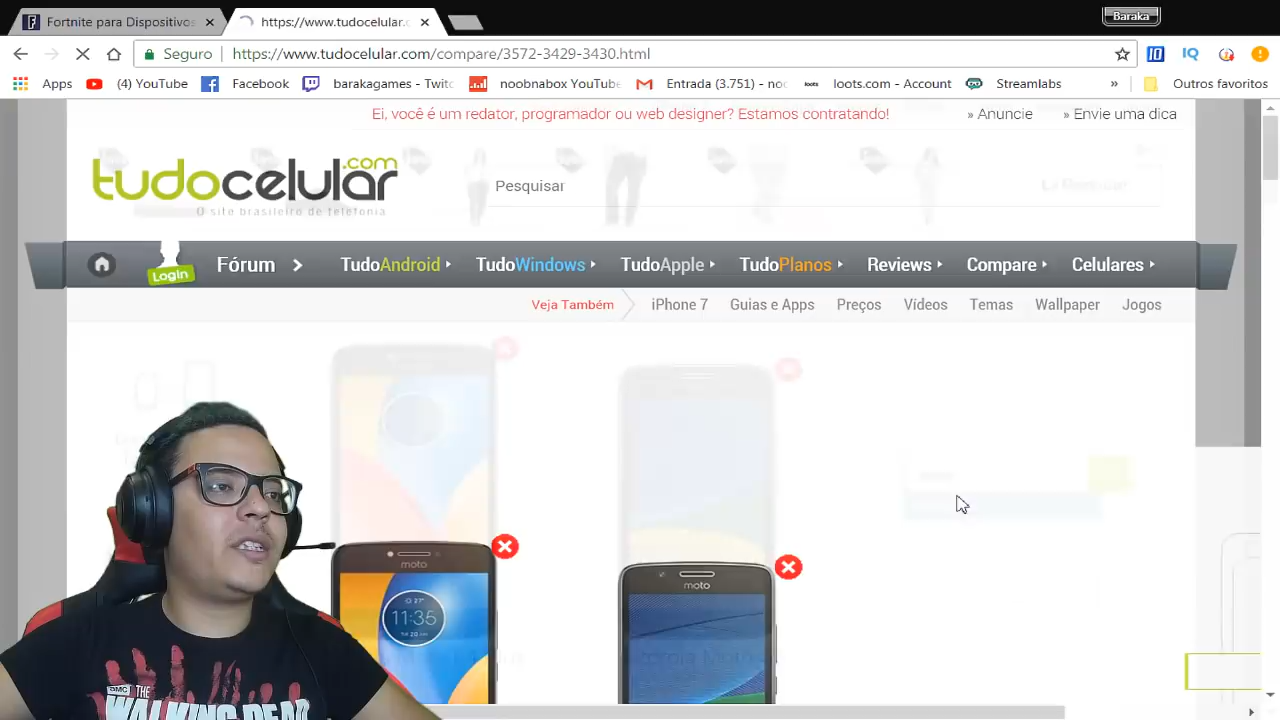 Fortnite para Dispositivos
https://www.tudocelular.c
Baraka
Seguro
https://www.tudocelular.com/compare/3572-3429-3430.html
Apps
(4) YouTube
Facebook
barakagames - Twitc
noobnabox YouTube
Entrada (3.751) - noo
loots.com - Account
Streamlabs
»
Outros favoritos
Ei, você é um redator, programador ou web designer? Estamos contratando!
» Anuncie
» Envie uma dica
tudocelular.com
O site brasileiro de telefonia
Pesquisar
Login
Fórum
TudoAndroid
TudoWindows
TudoApple
TudoPlanos
Reviews
Compare
Celulares
Veja Também
iPhone 7
Guias e Apps
Preços
Vídeos
Temas
Wallpaper
Jogos
moto
moto
11:35
AMC THE
WALKING DEAD